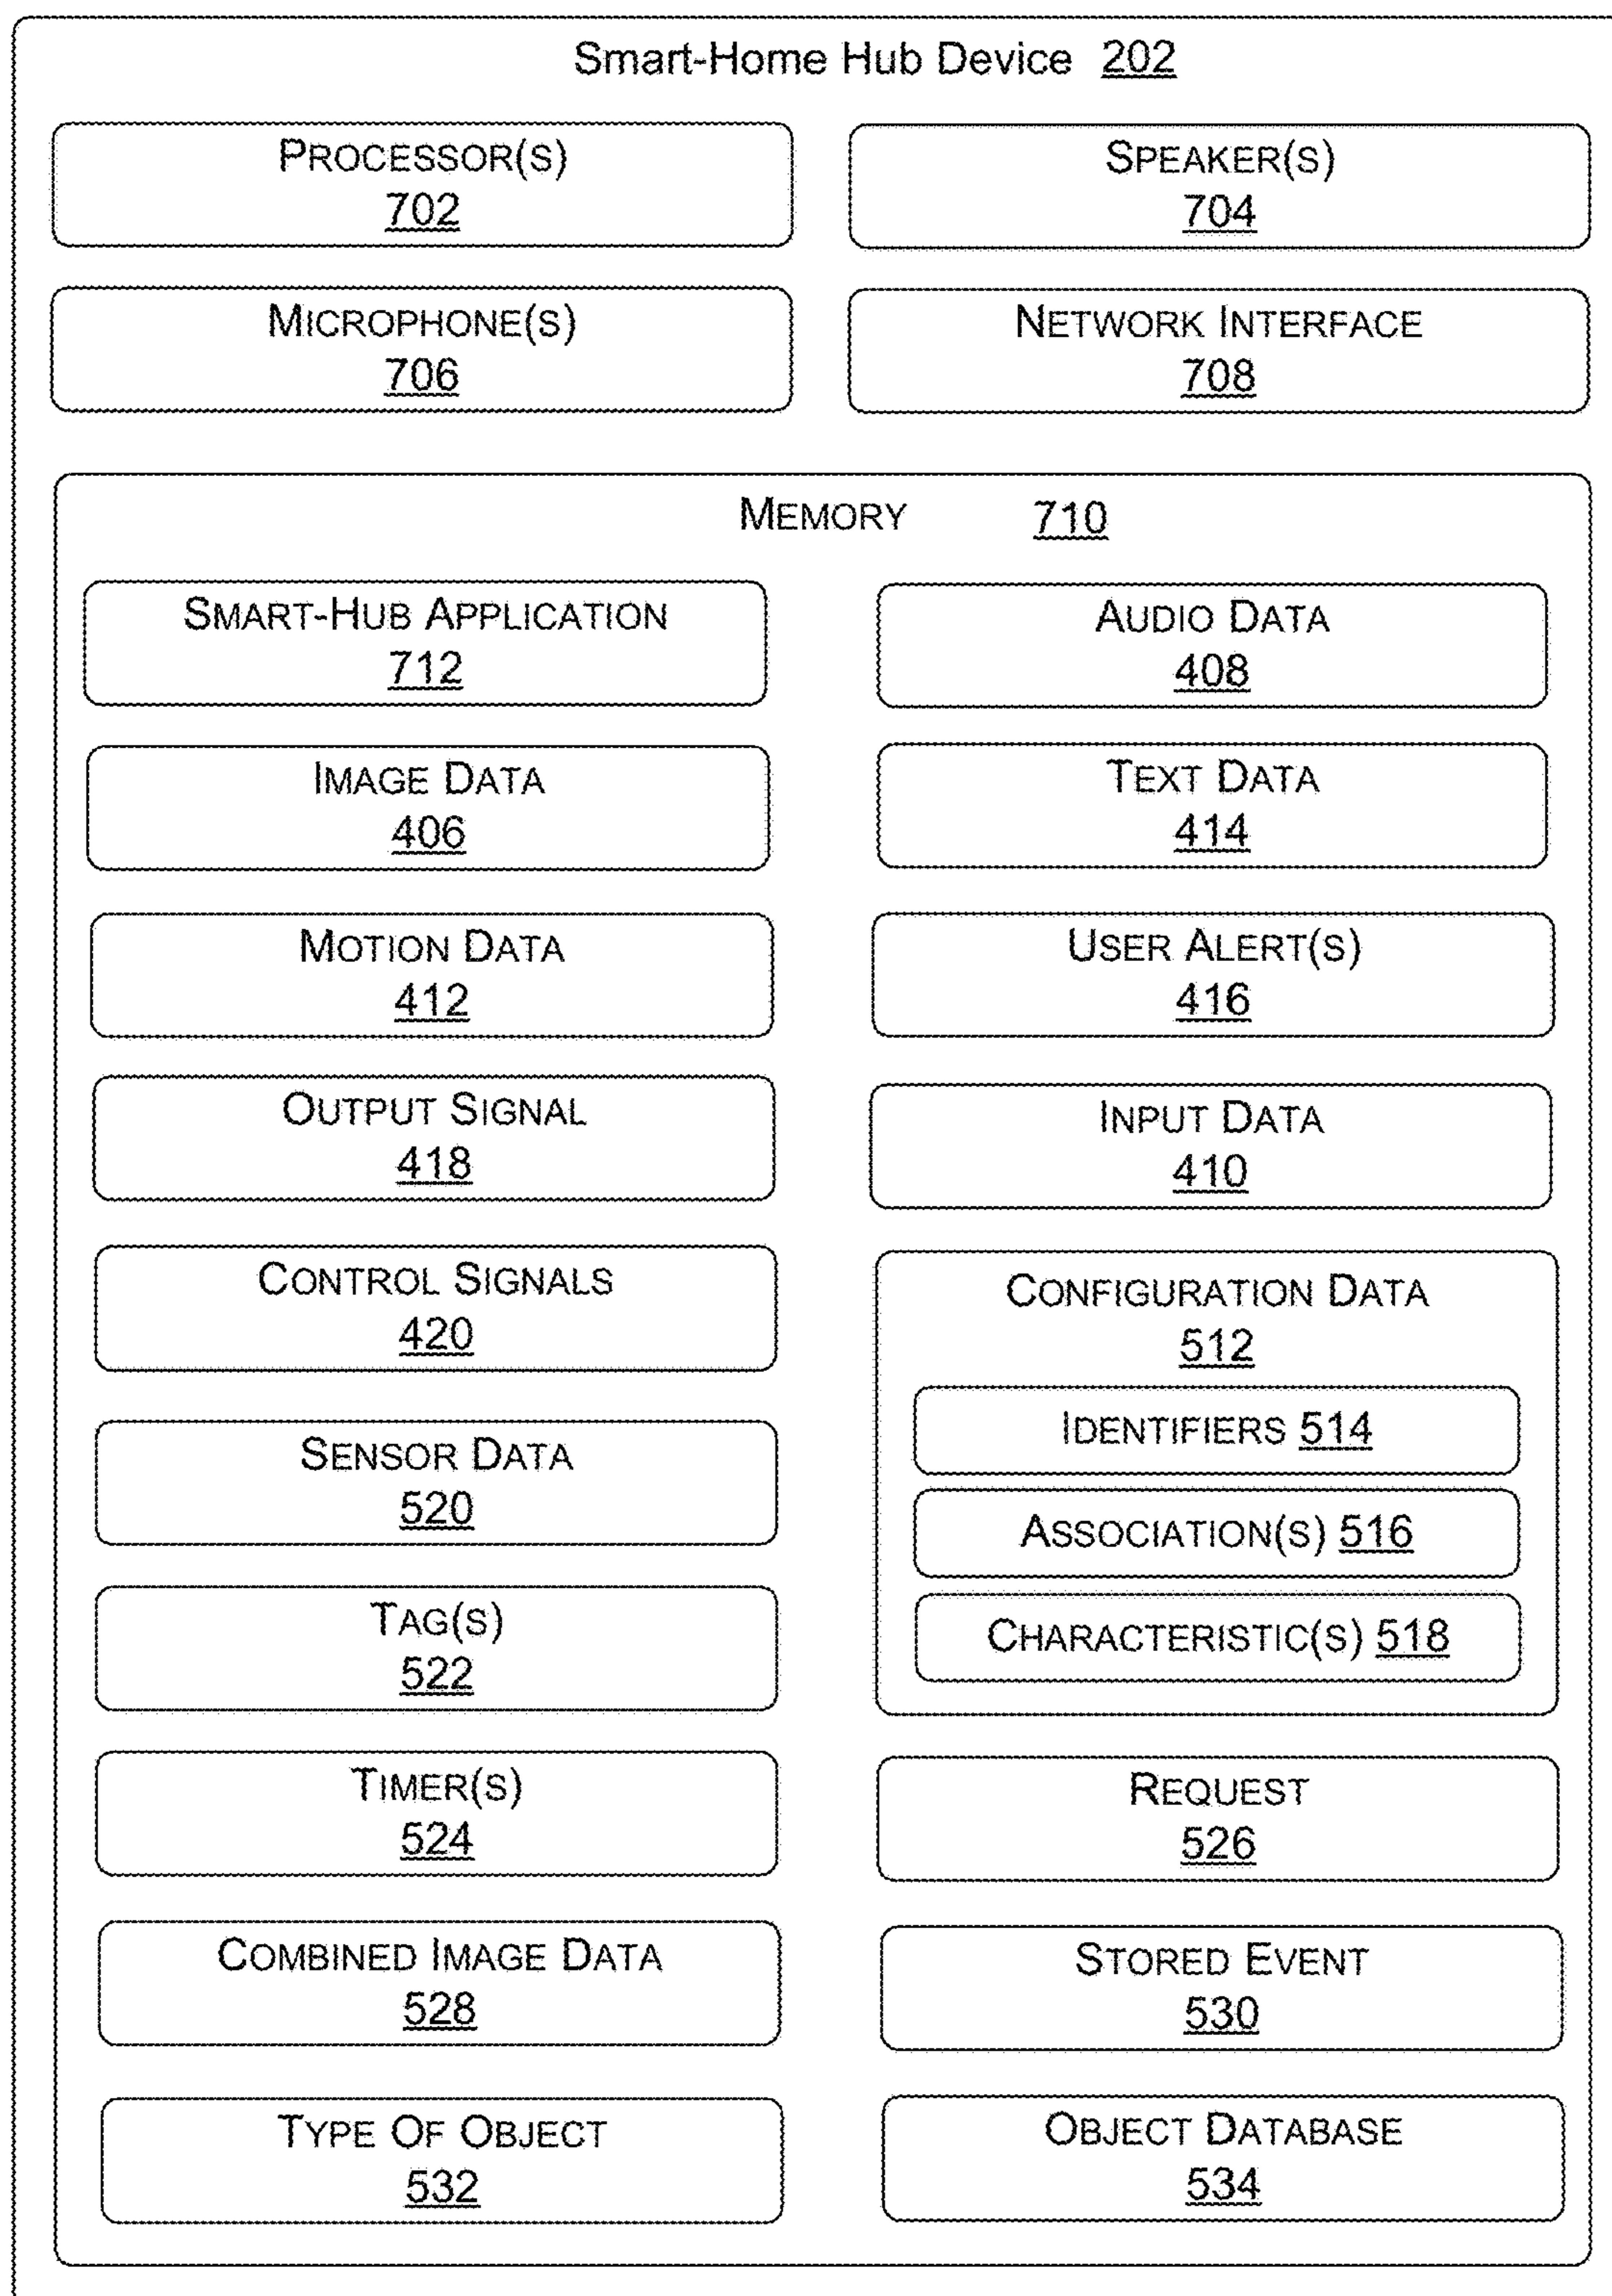 Smart-Home Hub Device 202
PROCESSOR(S)
702
SPEAKER(S)
704
MICROPHONE(S)
706
NETWORK INTERFACE
708
MEMORY 710
SMART-HUB APPLICATION
712
AUDIO DATA
408
IMAGE DATA
406
TEXT DATA
414
MOTION DATA
412
USER ALERT(S)
416
OUTPUT SIGNAL
418
INPUT DATA
410
CONTROL SIGNALS
420
CONFIGURATION DATA
512
IDENTIFIERS 514
ASSOCIATION(S) 516
CHARACTERISTIC(S) 518
SENSOR DATA
520
TAG(S)
522
TIMER(S)
524
REQUEST
526
COMBINED IMAGE DATA
528
STORED EVENT
530
TYPE OF OBJECT
532
OBJECT DATABASE
534